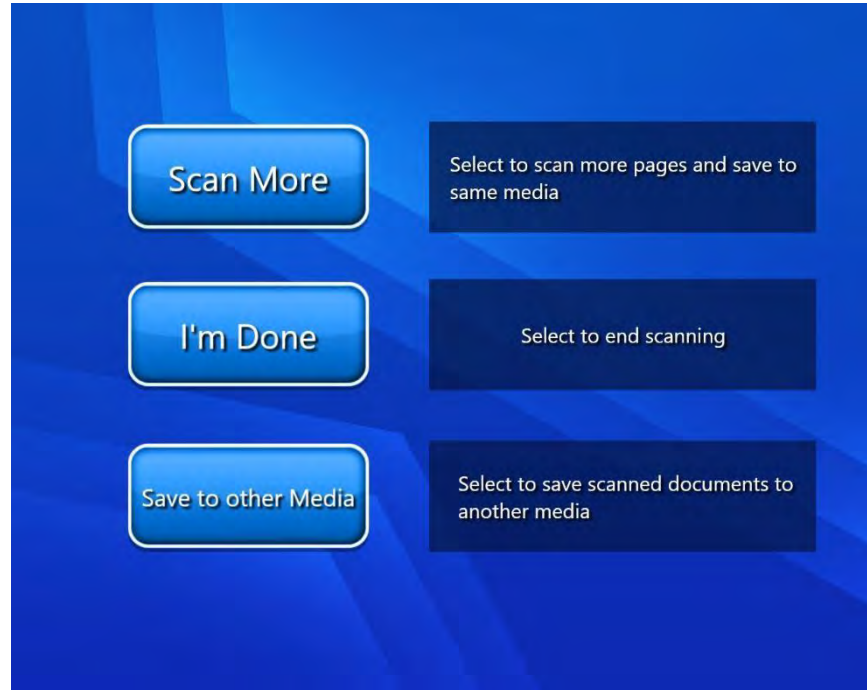 Scan More
Select to scan more pages and save to
same media
I'm Done
Select to end scanning
Save to other Media
Select to save scanned documents to
another media